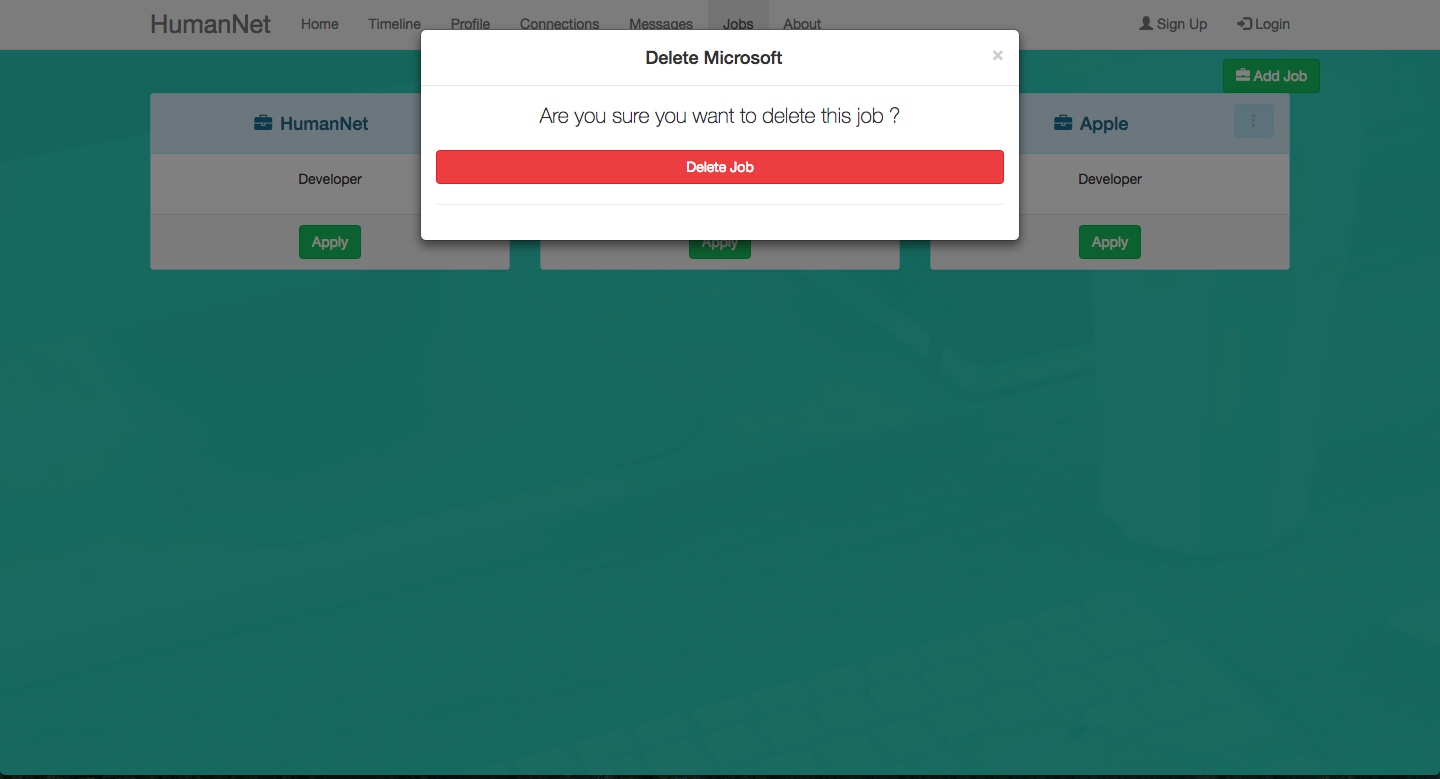 HumanNet Home Timeline Profile Connections Messages Jobs About Sign Up Login
Delete Microsoft ×
Add Job
Are you sure you want to delete this job ?
HumanNet Apple
Delete Job
Developer Developer
Apply Apply Apply